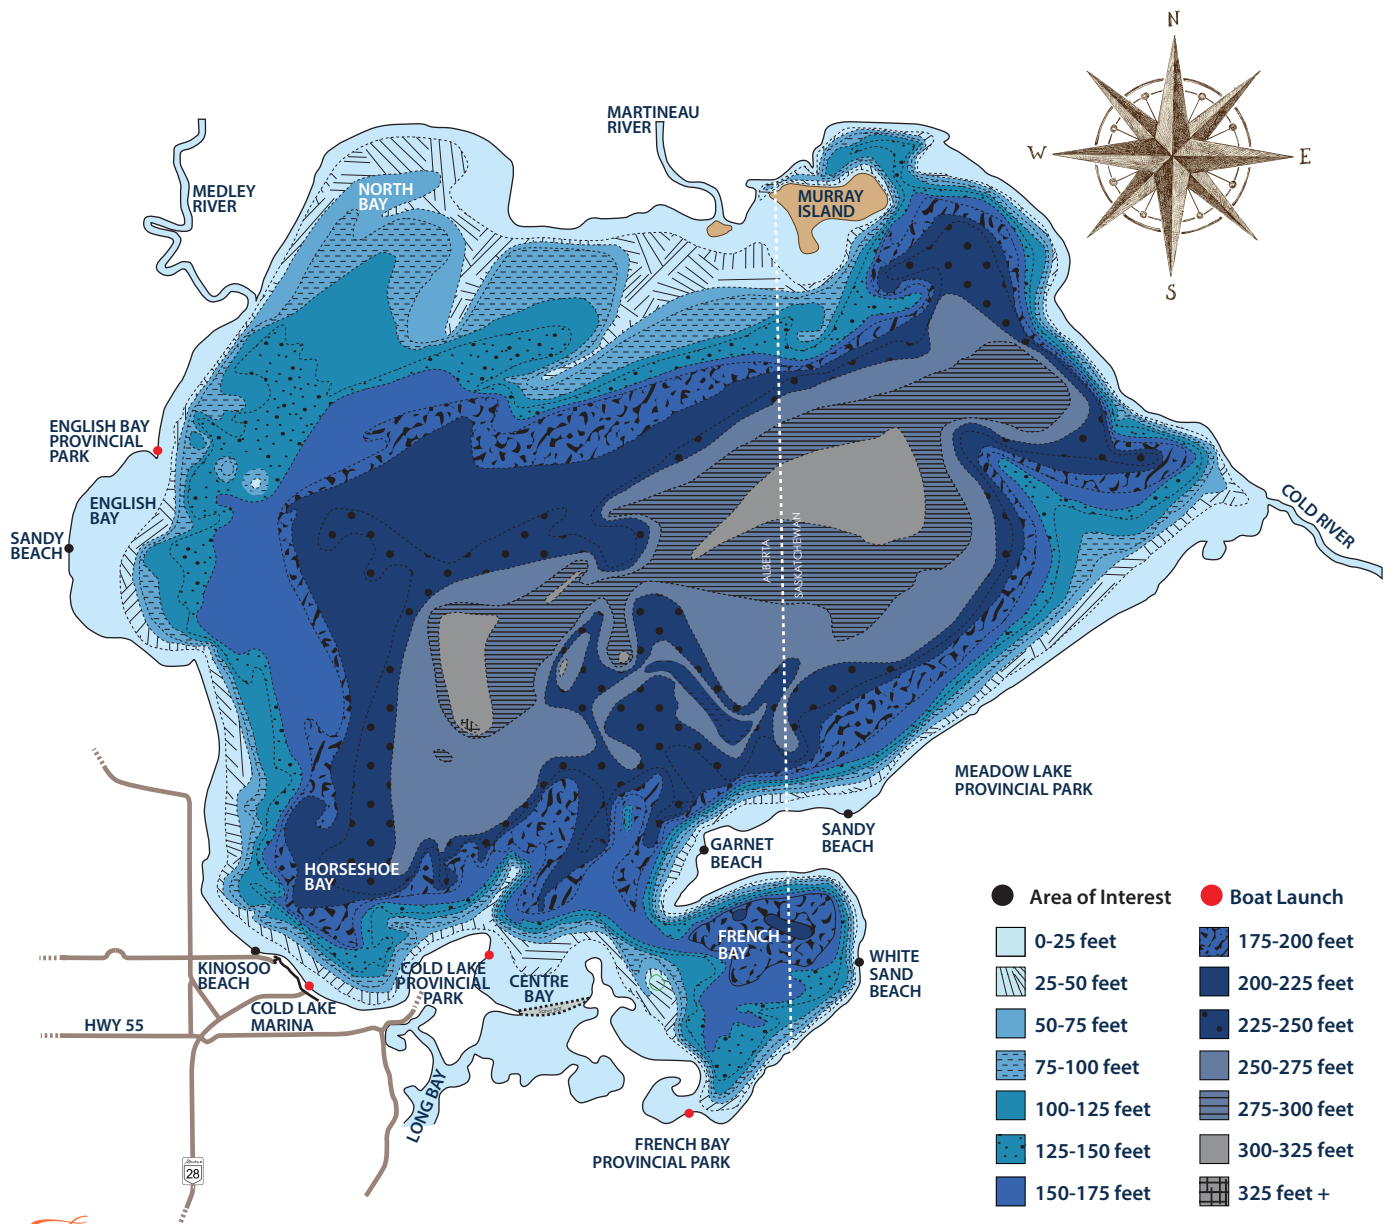 N
W
E
S
MARTINEAU
RIVER
MEDLEY
RIVER
NORTH
BAY
MURRAY
ISLAND
ENGLISH BAY
PROVINCIAL
PARK
ENGLISH
BAY
SANDY
BEACH
COLD RIVER
ALBERTA
SASKATCHEWAN
MEADOW LAKE
PROVINCIAL PARK
SANDY
BEACH
GARNET
BEACH
HORSESHOE
BAY
FRENCH
BAY
WHITE
SAND
BEACH
KINOSOO
BEACH
COLD LAKE
PROVINCIAL
PARK
CENTRE
BAY
COLD LAKE
MARINA
HWY 55
LONG BAY
FRENCH BAY
PROVINCIAL PARK
28
Area of Interest
Boat Launch
0-25 feet
25-50 feet
50-75 feet
75-100 feet
100-125 feet
125-150 feet
150-175 feet
175-200 feet
200-225 feet
225-250 feet
250-275 feet
275-300 feet
300-325 feet
325 feet +